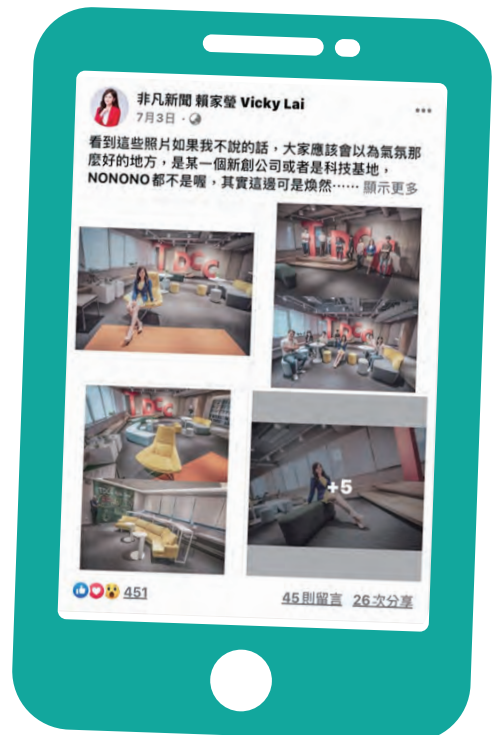 非凡新聞 賴家瑩 Vicky Lai
7月3日
看到這些照片如果我不說的話，大家應該會以為氣氛那
麼好的地方，是某一個新創公司或者是科技基地，
NONONO都不是喔，其實這邊可是煥然⋯⋯ 顯示更多
TDCC
TDCC
TDCC
TDCC
+5
451
45則留言 26次分享